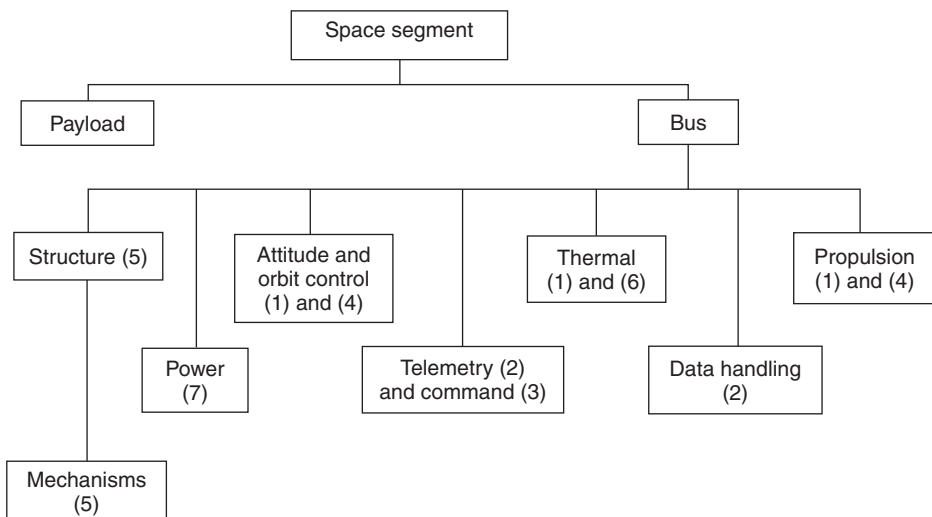 Space segment
Payload
Bus
Structure (5)
Attitude and
orbit control
(1) and (4)
Thermal
(1) and (6)
Propulsion
(1) and (4)
Power
(7)
Telemetry (2)
and command (3)
Data handling
(2)
Mechanisms
(5)